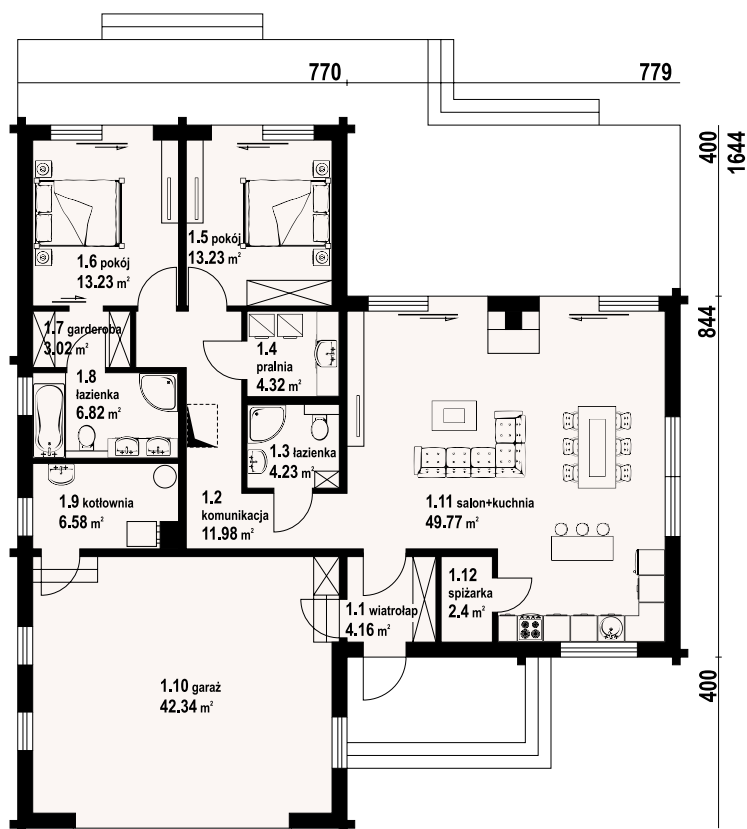 770
779
400
1644
1.6 pokój
13.23 m²
1.5 pokój
13.23 m²
844
1.7 garderoba
3.02 m²
1.4
pralnia
4.32 m²
1.8
łazienka
6.82 m²
1.3 łazienka
4.23 m²
1.9 kotłownia
6.58 m²
1.2
komunikacja
11.98 m²
1.11 salon+kuchnia
49.77 m²
1.12
spiżarka
2.4 m²
1.1 wiatrołap
4.16 m²
1.10 garaż
42.34 m²
400